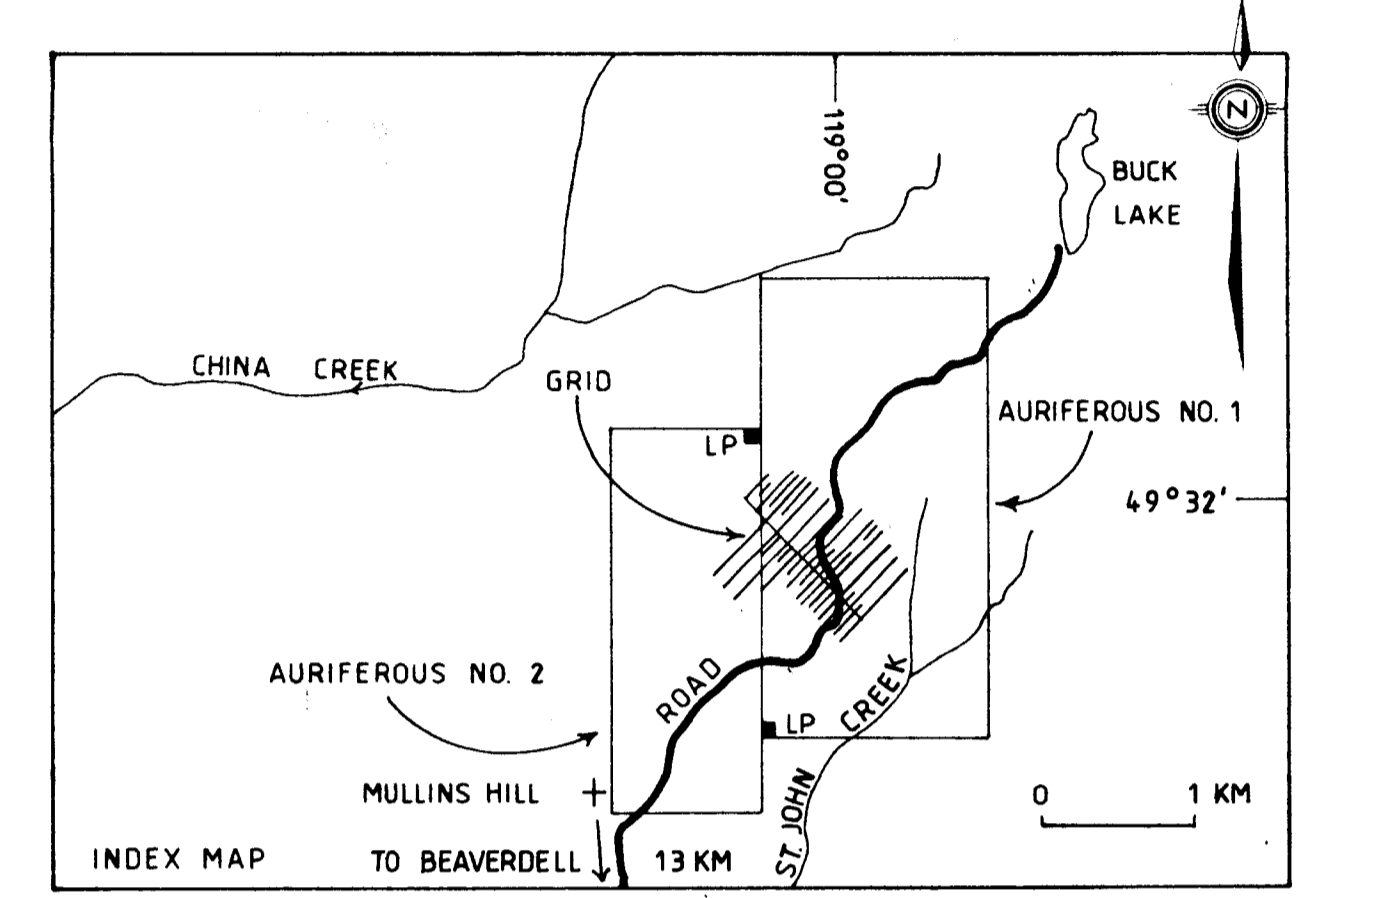 N
119°00'
BUCK
LAKE
CHINA CREEK
GRID
AURIFEROUS NO. 1
LP
49°32'
AURIFEROUS NO. 2
ROAD
LP
ST. JOHN CREEK
MULLINS HILL
0 1 KM
INDEX MAP
TO BEAVERDELL 13 KM